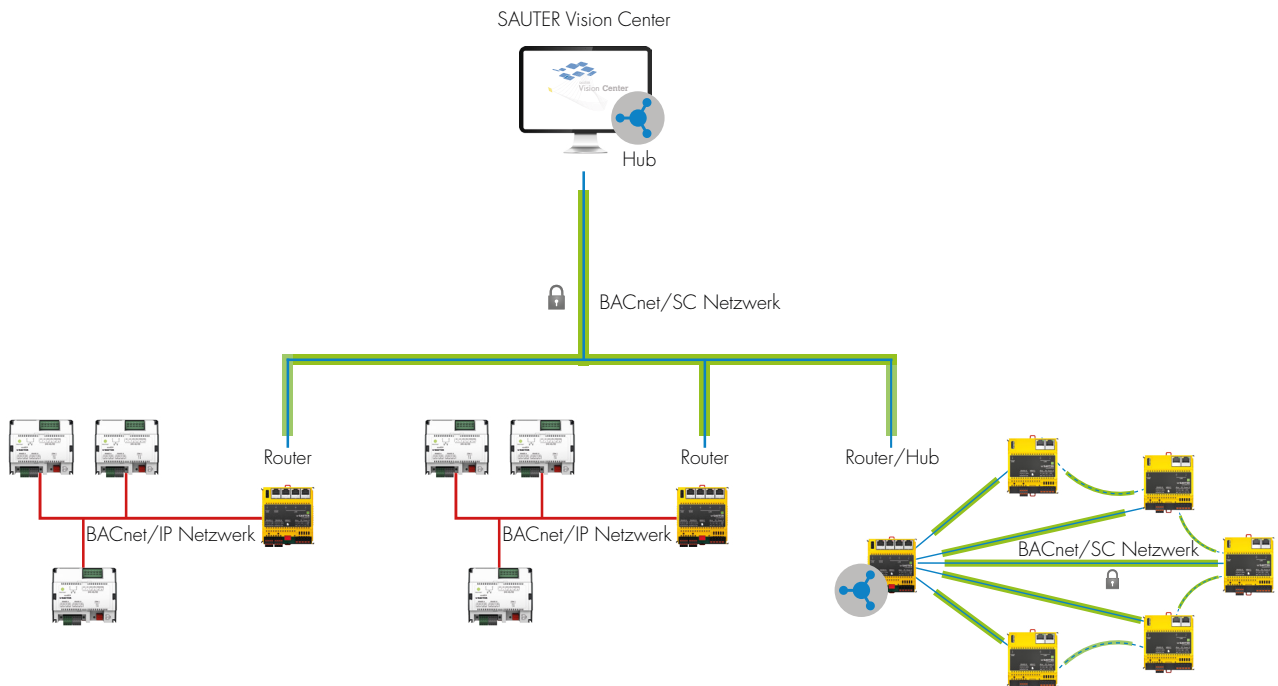 SAUTER Vision Center
Vision Center
Hub
BACnet/SC Netzwerk
Router
Router
Router/Hub
BACnet/IP Netzwerk
BACnet/IP Netzwerk
BACnet/SC Netzwerk